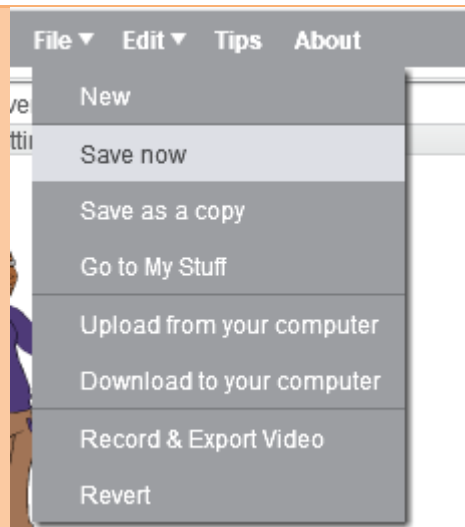 File ▼ Edit ▼ Tips About
New
Save now
Save as a copy
Go to My Stuff
Upload from your computer
Download to your computer
Record & Export Video
Revert